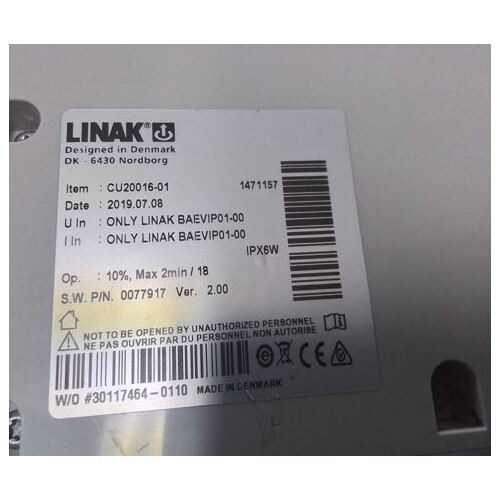 LINAK®
Designed in Denmark
DK - 6430 Nordborg
Item : CU20016-01 1471157
Date : 2019.07.08
U In : ONLY LINAK BAEVIP01-00
I In : ONLY LINAK BAEVIP01-00
IPX6W
Op. : 10%, Max 2min / 18
S.W. P/N. 0077917 Ver. 2.00
NOT TO BE OPENED BY UNAUTHORIZED PERSONNEL
NE PAS OUVRIR PAR DU PERSONNEL NON AUTORISE
W/O #30117464-0110 MADE IN DENMARK